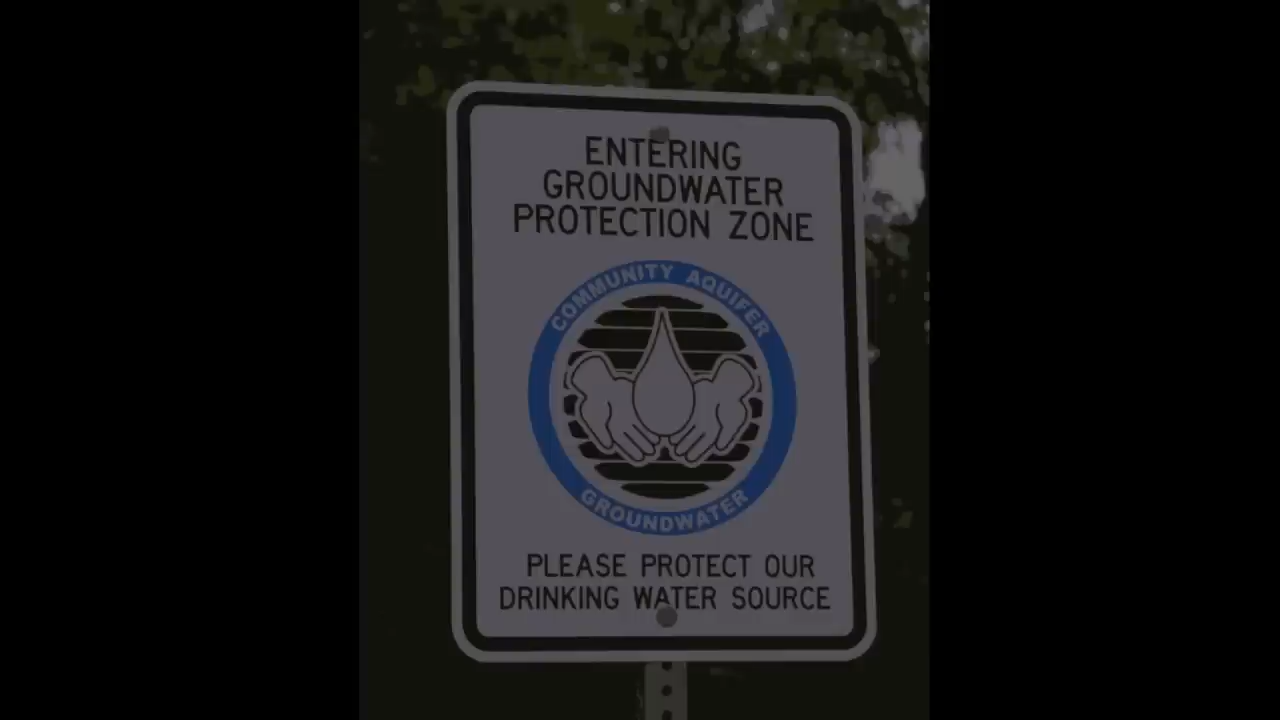 ENTERING
GROUNDWATER
PROTECTION ZONE
COMMUNITY AQUIFER
GROUNDWATER
PLEASE PROTECT OUR
DRINKING WATER SOURCE